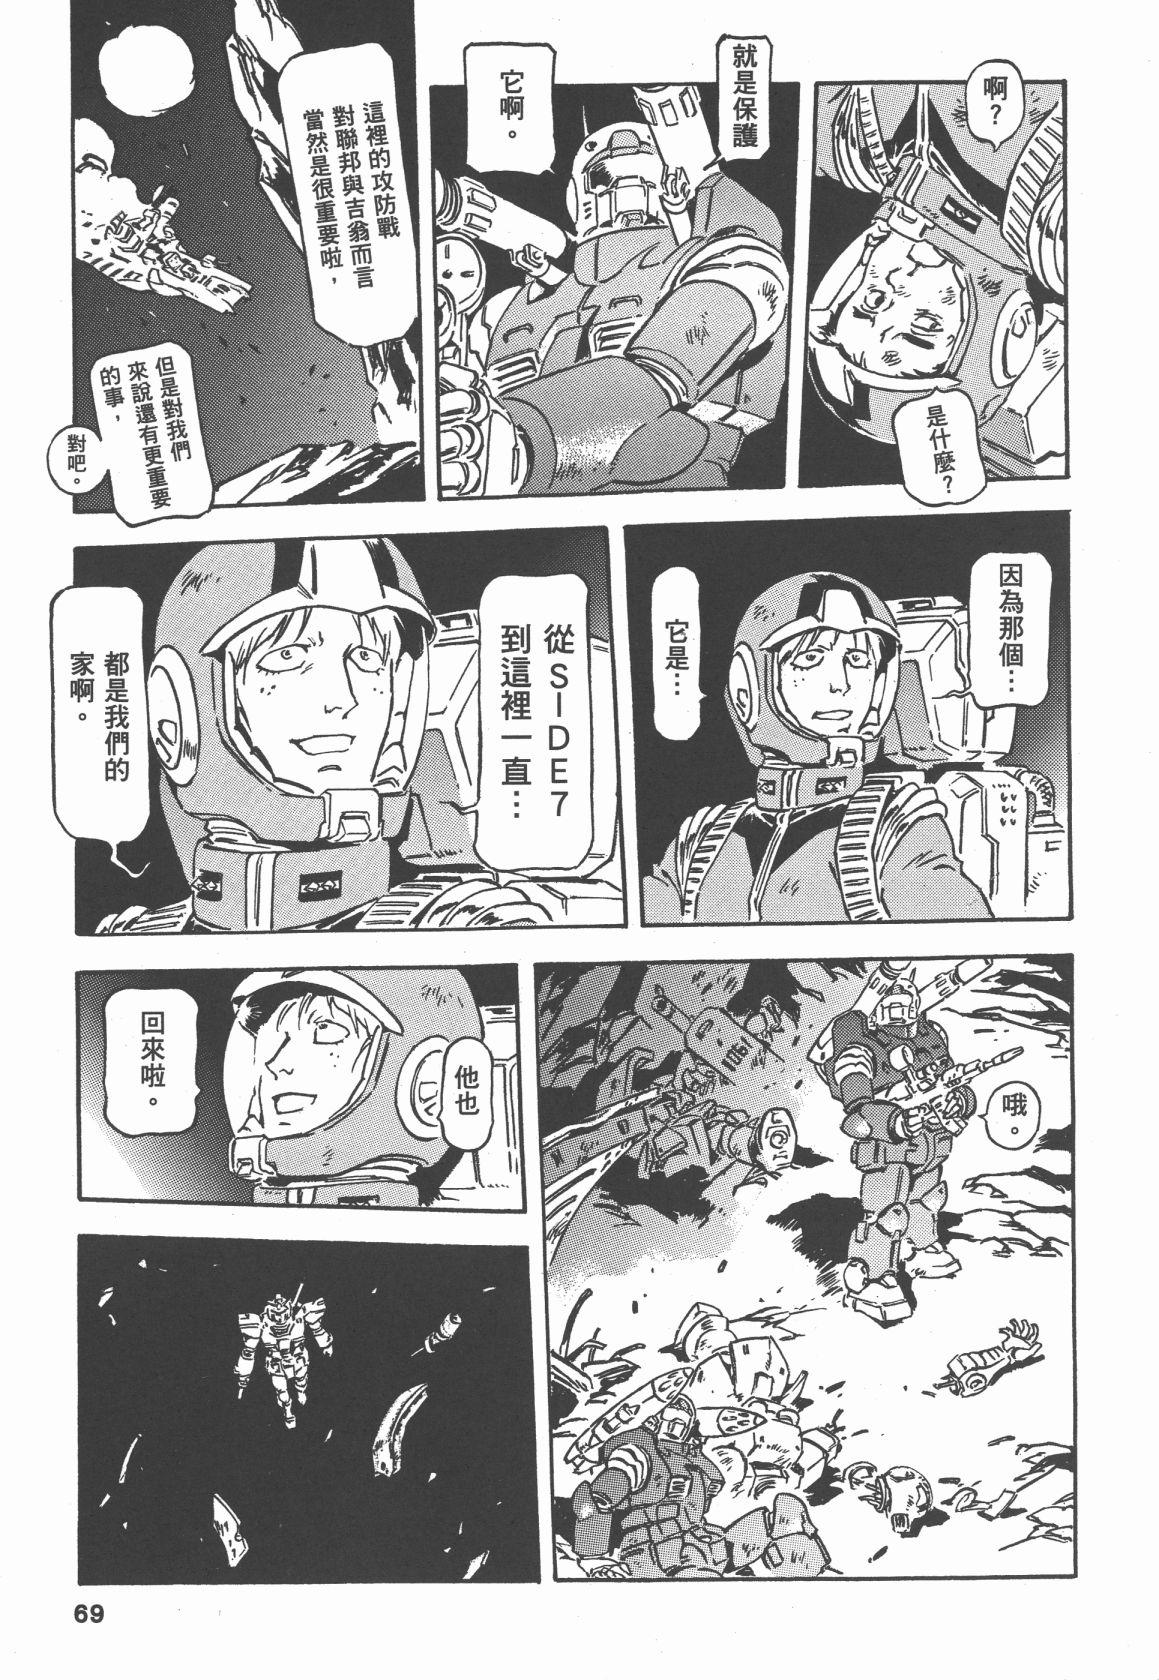 啊?
是什麼?
就是保護
它啊。
這裡的攻防戰
對聯邦與吉翁而言
當然是很重要啦,
但是對我們
來說還有更重要
的事,
對吧。
因為那個…
它是…
從SIDE7
到這裡一直…
都是我們的
家啊。
1061
哦。
他也
回來啦。
69